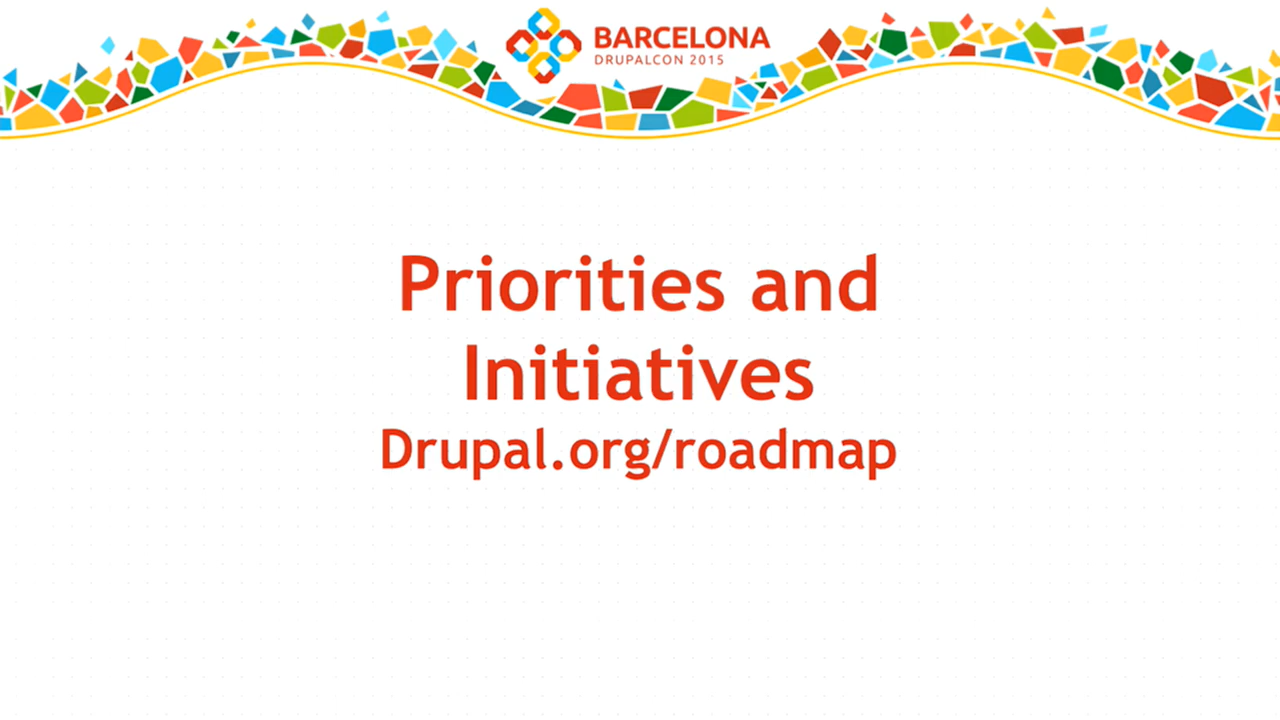 BARCELONA
DRUPALCON 2015
Priorities and
Initiatives
Drupal.org/roadmap